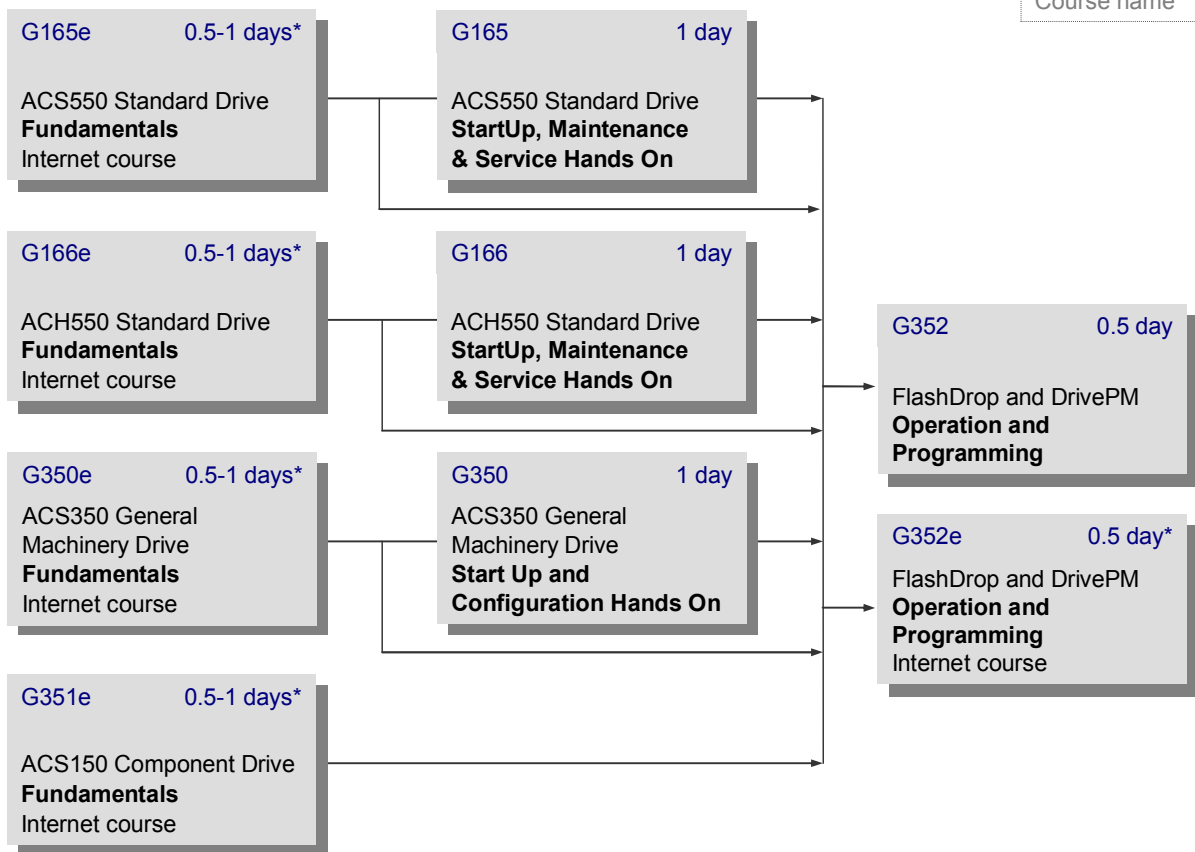 Course name
G165e 0.5-1 days*
ACS550 Standard Drive
Fundamentals
Internet course
G165 1 day
ACS550 Standard Drive
StartUp, Maintenance
& Service Hands On
G166e 0.5-1 days*
ACH550 Standard Drive
Fundamentals
Internet course
G166 1 day
ACH550 Standard Drive
StartUp, Maintenance
& Service Hands On
G352 0.5 day
FlashDrop and DrivePM
Operation and
Programming
G350e 0.5-1 days*
ACS350 General
Machinery Drive
Fundamentals
Internet course
G350 1 day
ACS350 General
Machinery Drive
Start Up and
Configuration Hands On
G352e 0.5 day*
FlashDrop and DrivePM
Operation and
Programming
Internet course
G351e 0.5-1 days*
ACS150 Component Drive
Fundamentals
Internet course